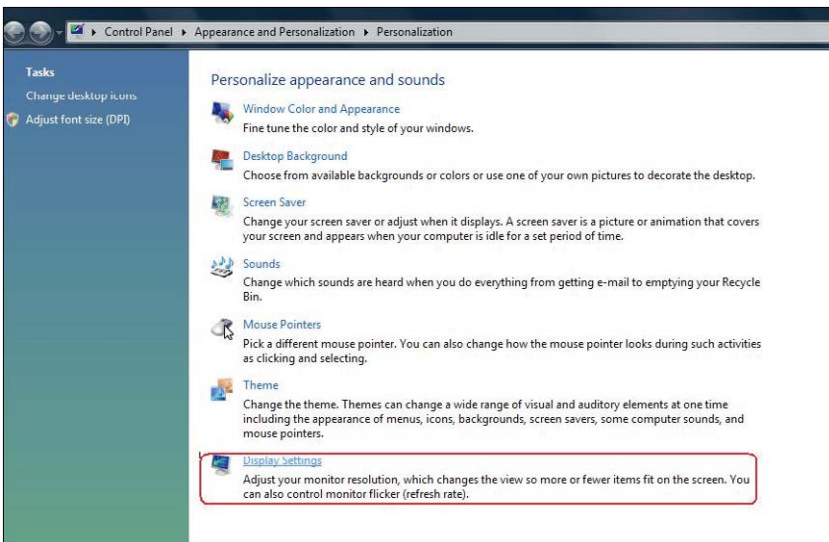 Control Panel ▸ Appearance and Personalization ▸ Personalization
Tasks
Change desktop icons
Adjust font size (DPI)
Personalize appearance and sounds
Window Color and Appearance
Fine tune the color and style of your windows.
Desktop Background
Choose from available backgrounds or colors or use one of your own pictures to decorate the desktop.
Screen Saver
Change your screen saver or adjust when it displays. A screen saver is a picture or animation that covers
your screen and appears when your computer is idle for a set period of time.
Sounds
Change which sounds are heard when you do everything from getting e-mail to emptying your Recycle
Bin.
Mouse Pointers
Pick a different mouse pointer. You can also change how the mouse pointer looks during such activities
as clicking and selecting.
Theme
Change the theme. Themes can change a wide range of visual and auditory elements at one time
including the appearance of menus, icons, backgrounds, screen savers, some computer sounds, and
mouse pointers.
Display Settings
Adjust your monitor resolution, which changes the view so more or fewer items fit on the screen. You
can also control monitor flicker (refresh rate).